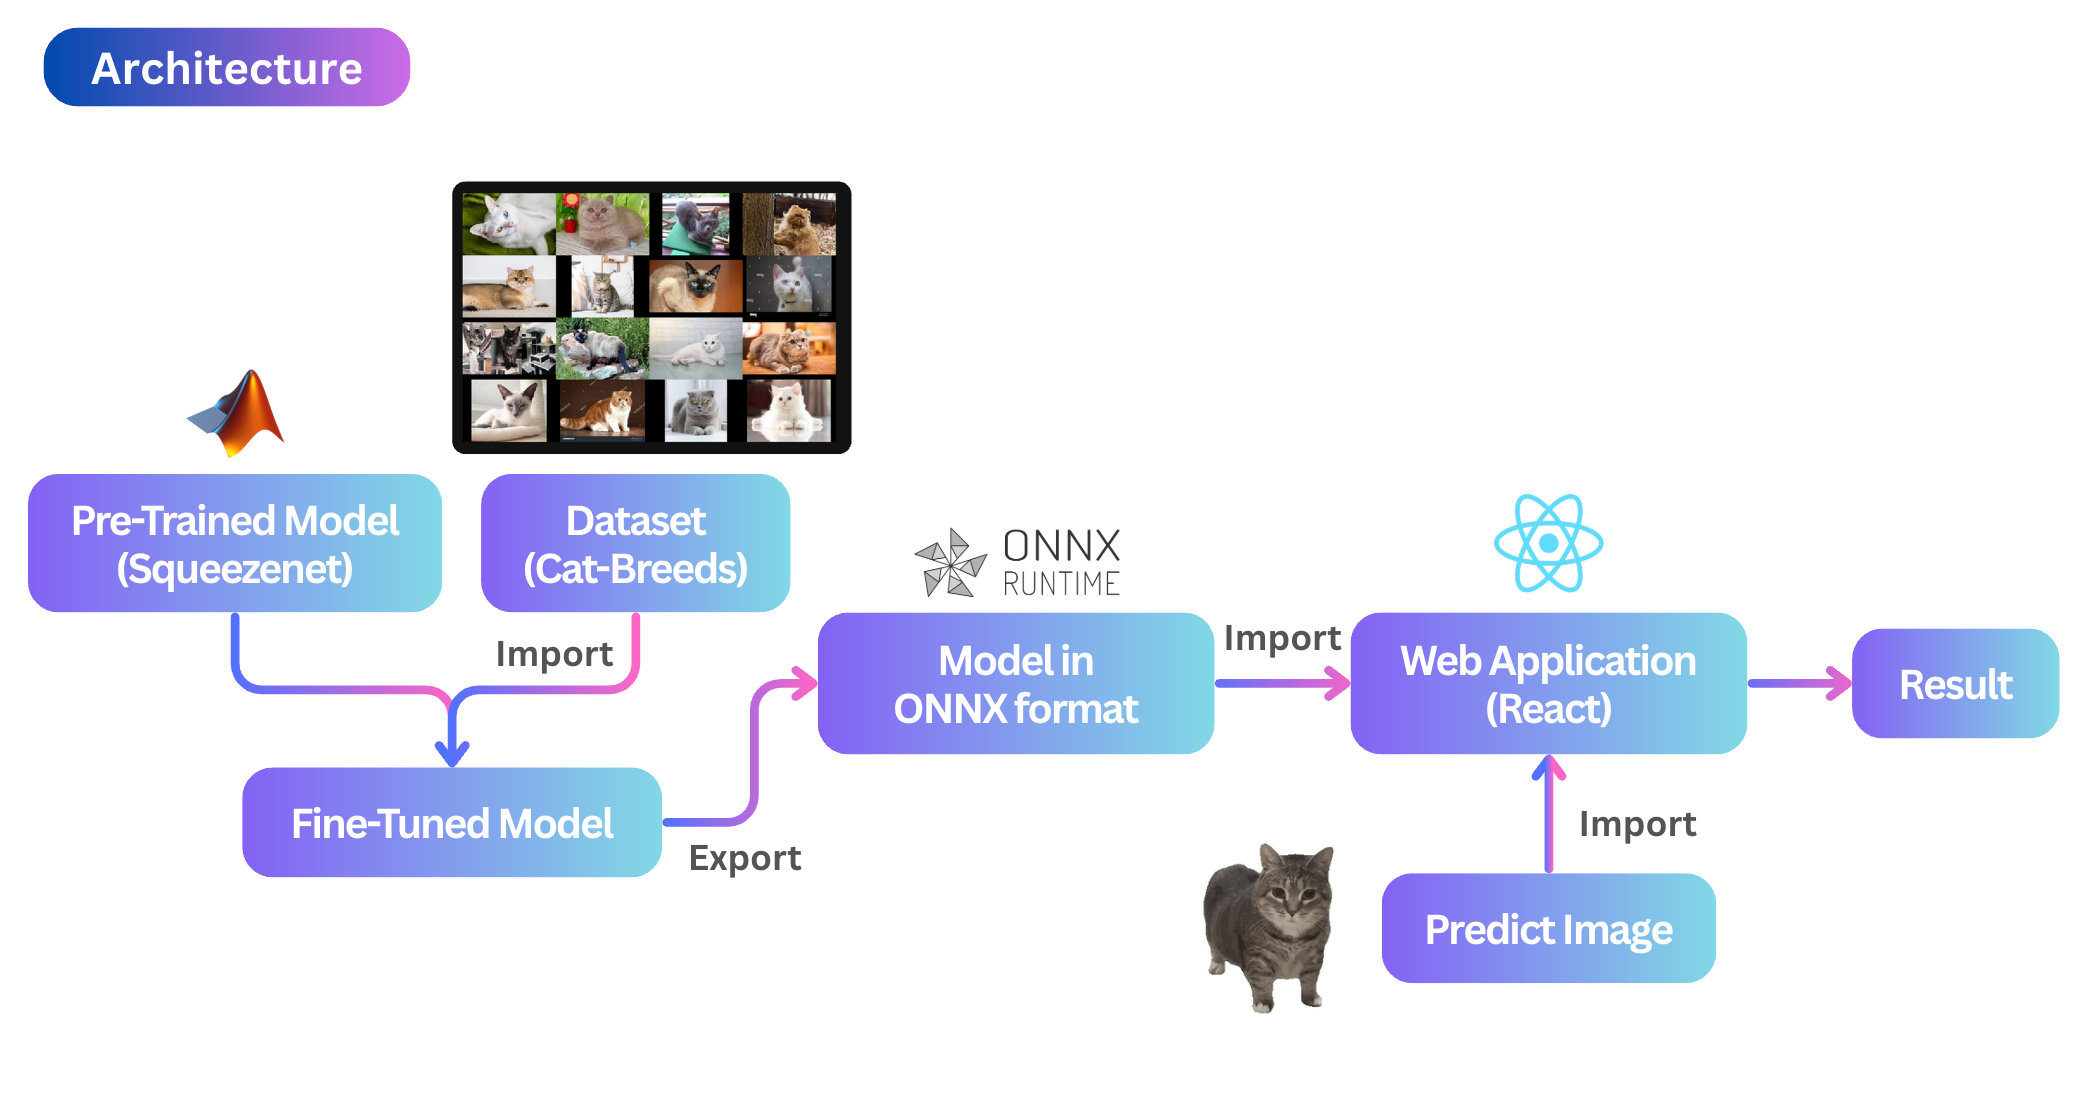 Architecture
Pre-Trained Model
(Squeezenet)
Dataset
(Cat-Breeds)
Import
Fine-Tuned Model
Export
ONNX
RUNTIME
Model in
ONNX format
Import
Web Application
(React)
Result
Import
Predict Image